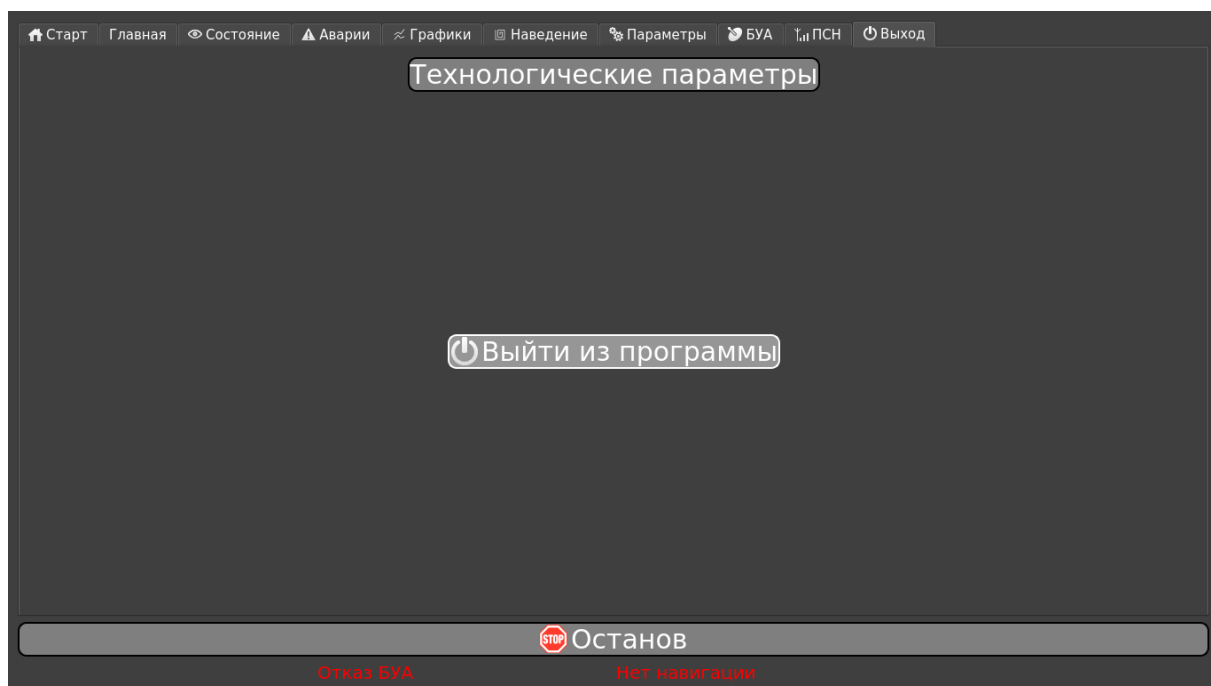 Старт Главная Состояние Аварии Графики Наведение Параметры БУА ПСН Выход
Технологические параметры
Выйти из программы
STOP Останов
Отказ БУА Нет навигации